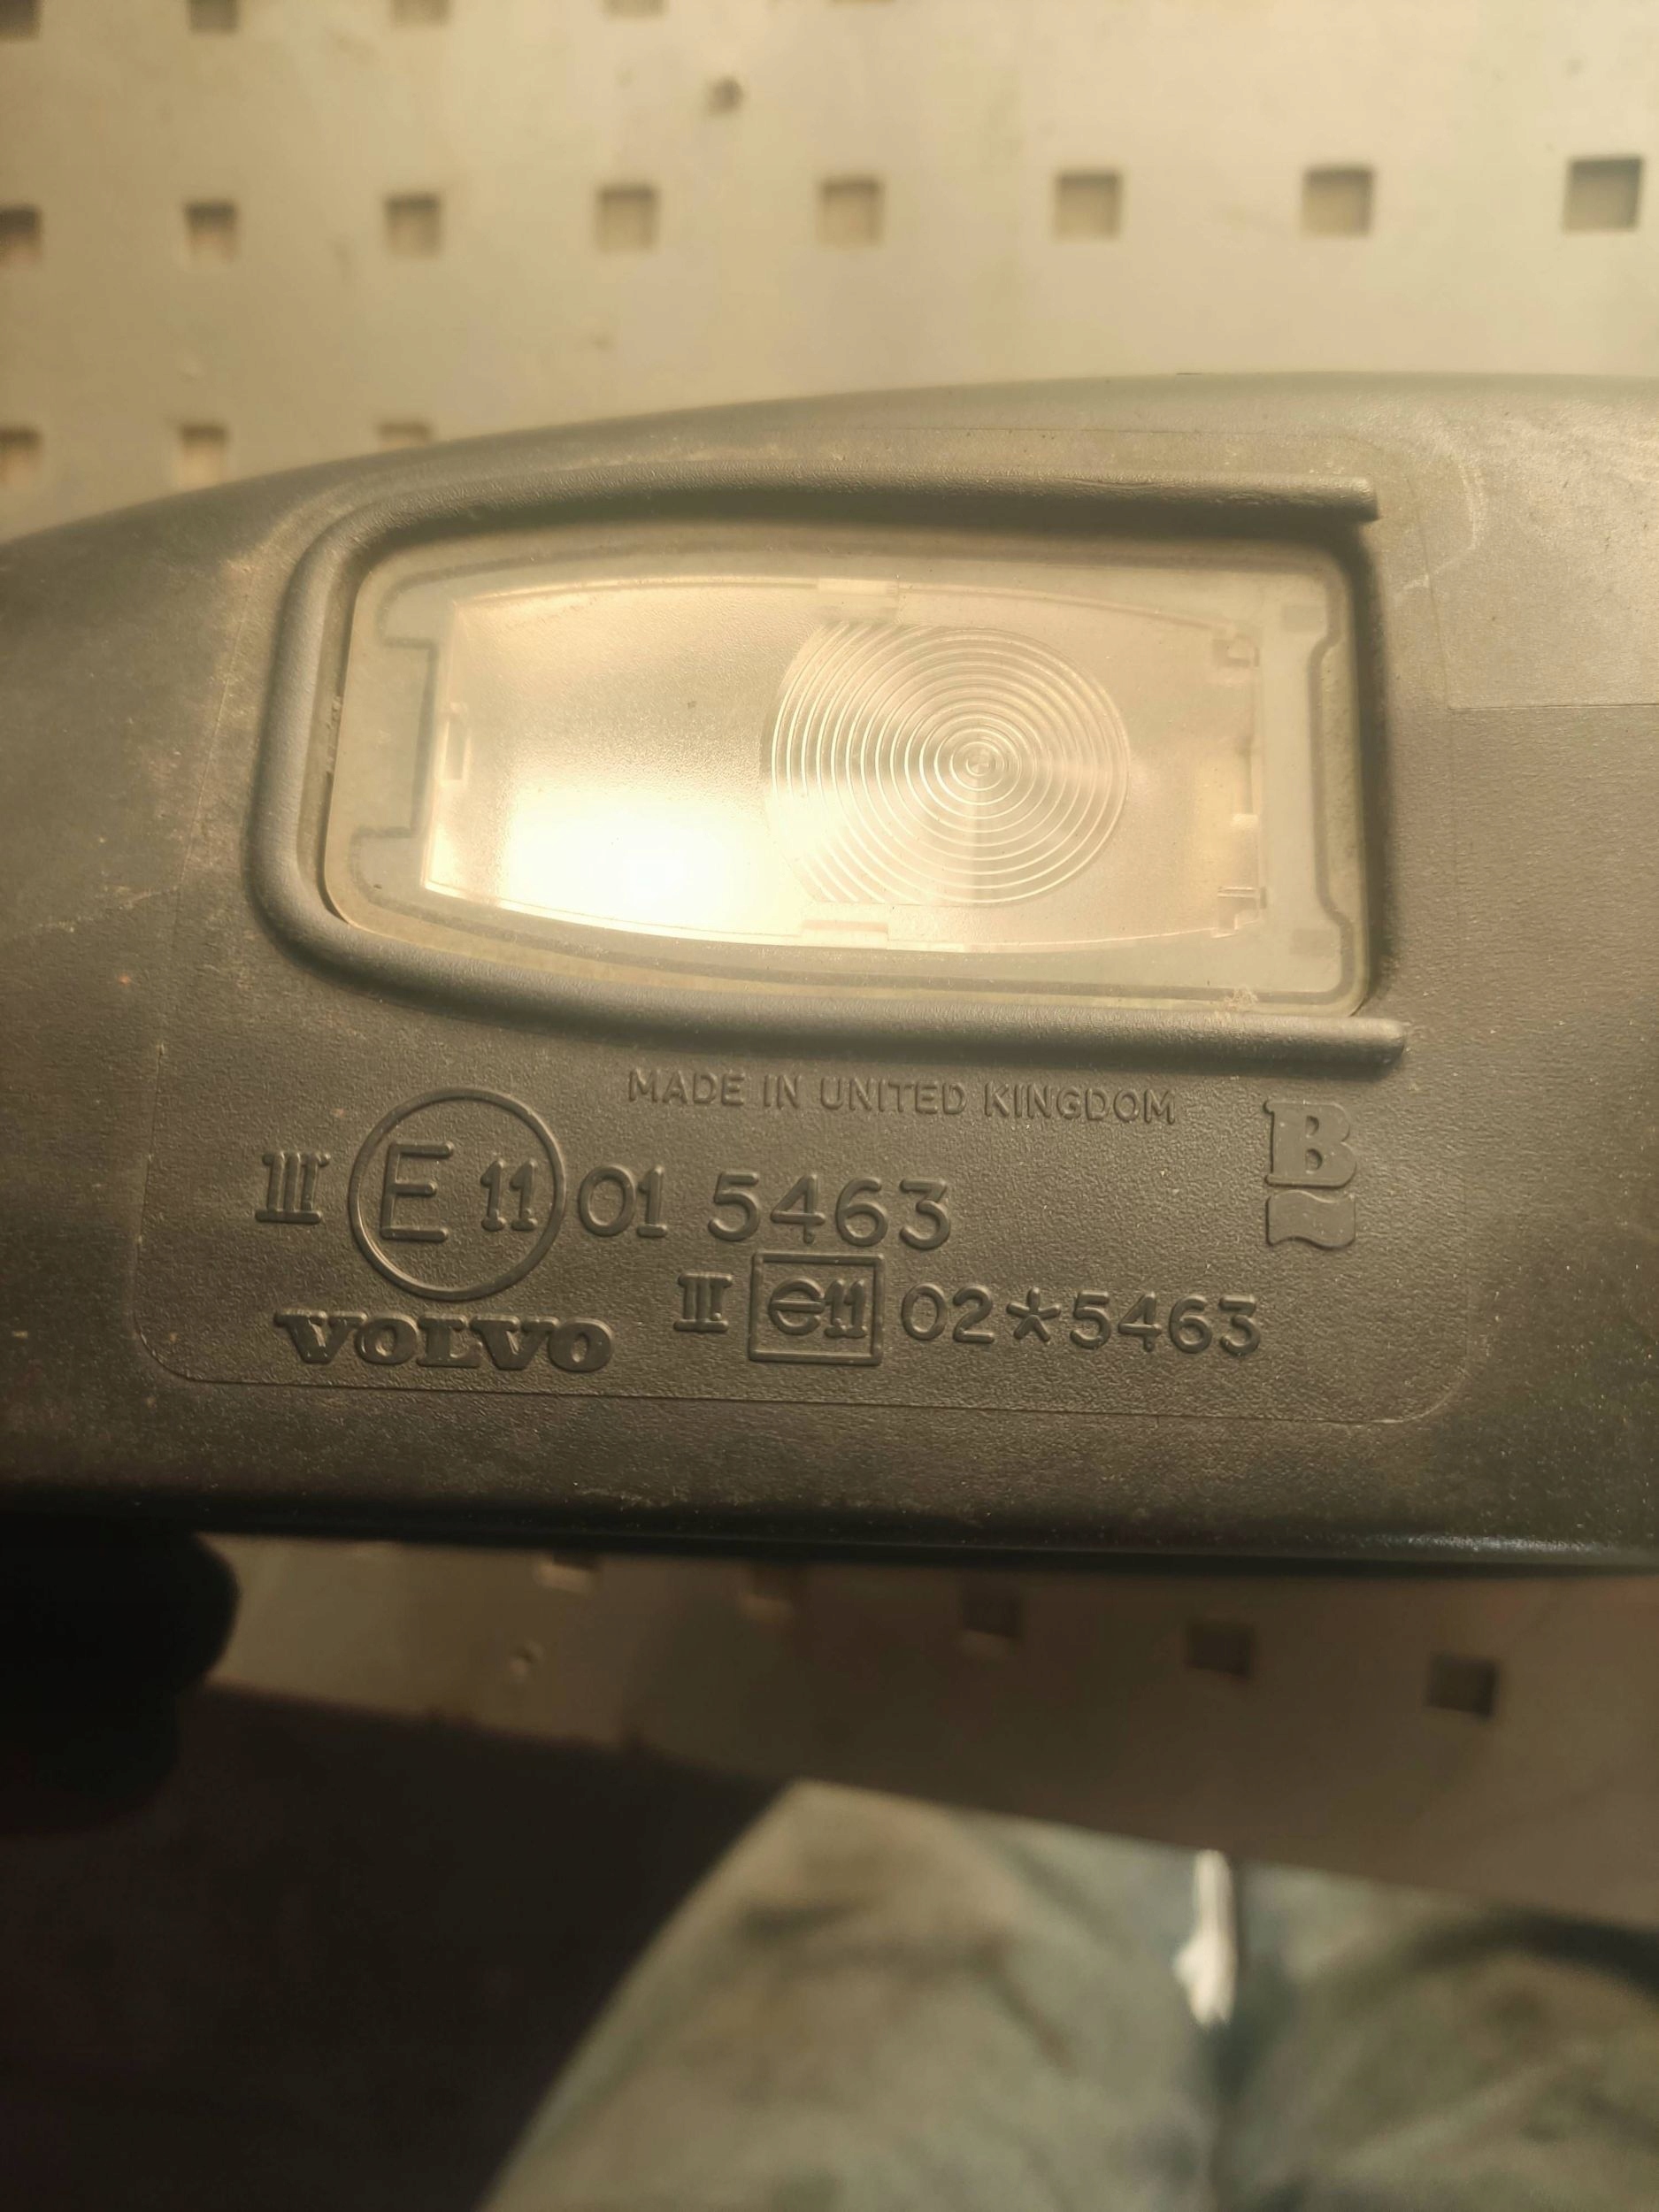 MADE IN UNITED KINGDOM
B
III E 11 01 5463
III e11 02*5463
VOLVO